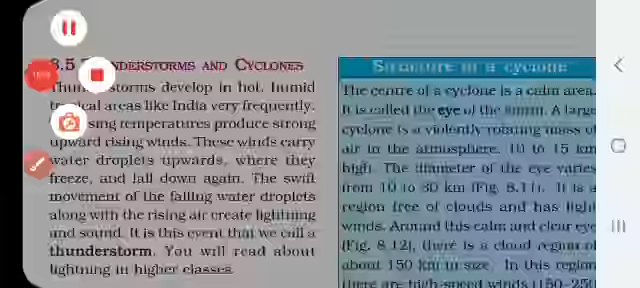 8.5 THUNDERSTORMS AND CYCLONES
Thunderstorms develop in hot, humid
tropical areas like India very frequently.
rising temperatures produce strong
upward rising winds. These winds carry
water droplets upwards, where they
freeze, and fall down again. The swift
movement of the falling water droplets
along with the rising air create lightning
and sound. It is this event that we call a
thunderstorm. You will read about
lightning in higher classes.
Structure of a cyclone
The centre of a cyclone is a calm area.
It is called the eye of the storm. A large
cyclone is a violently rotating mass of
air in the atmosphere, 10 to 15 km
high. The diameter of the eye varies
from 10 to 30 km (Fig. 8.11). It is a
region free of clouds and has light
winds. Around this calm and clear eye
(Fig. 8.12), there is a cloud region of
about 150 km in size. In this region
there are high-speed winds (150–250